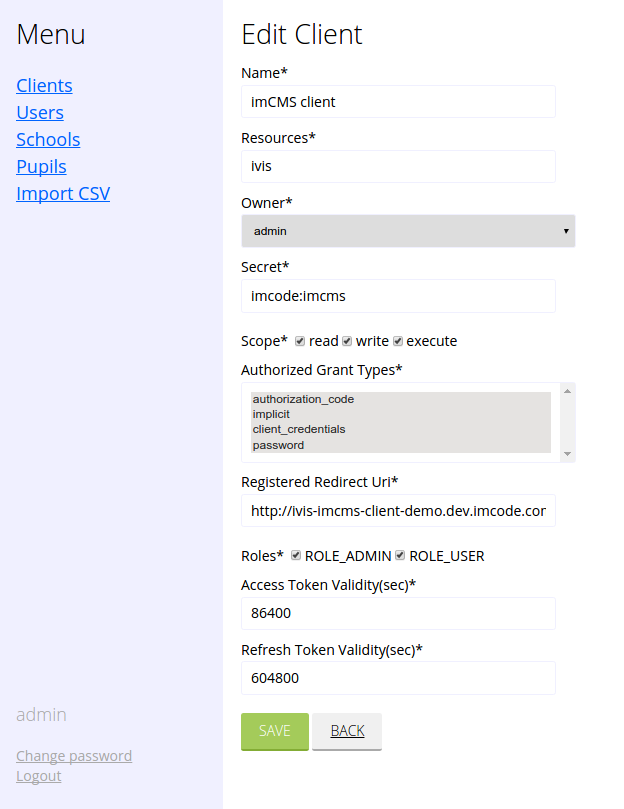 Menu
Clients
Users
Schools
Pupils
Import CSV
admin
Change password
Logout
Edit Client
Name*
imCMS client
Resources*
ivis
Owner*
admin
Secret*
imcode:imcms
Scope* read write execute
Authorized Grant Types*
authorization_code
implicit
client_credentials
password
Registered Redirect Uri*
http://ivis-imcms-client-demo.dev.imcode.cor
Roles* ROLE_ADMIN ROLE_USER
Access Token Validity(sec)*
86400
Refresh Token Validity(sec)*
604800
SAVE BACK